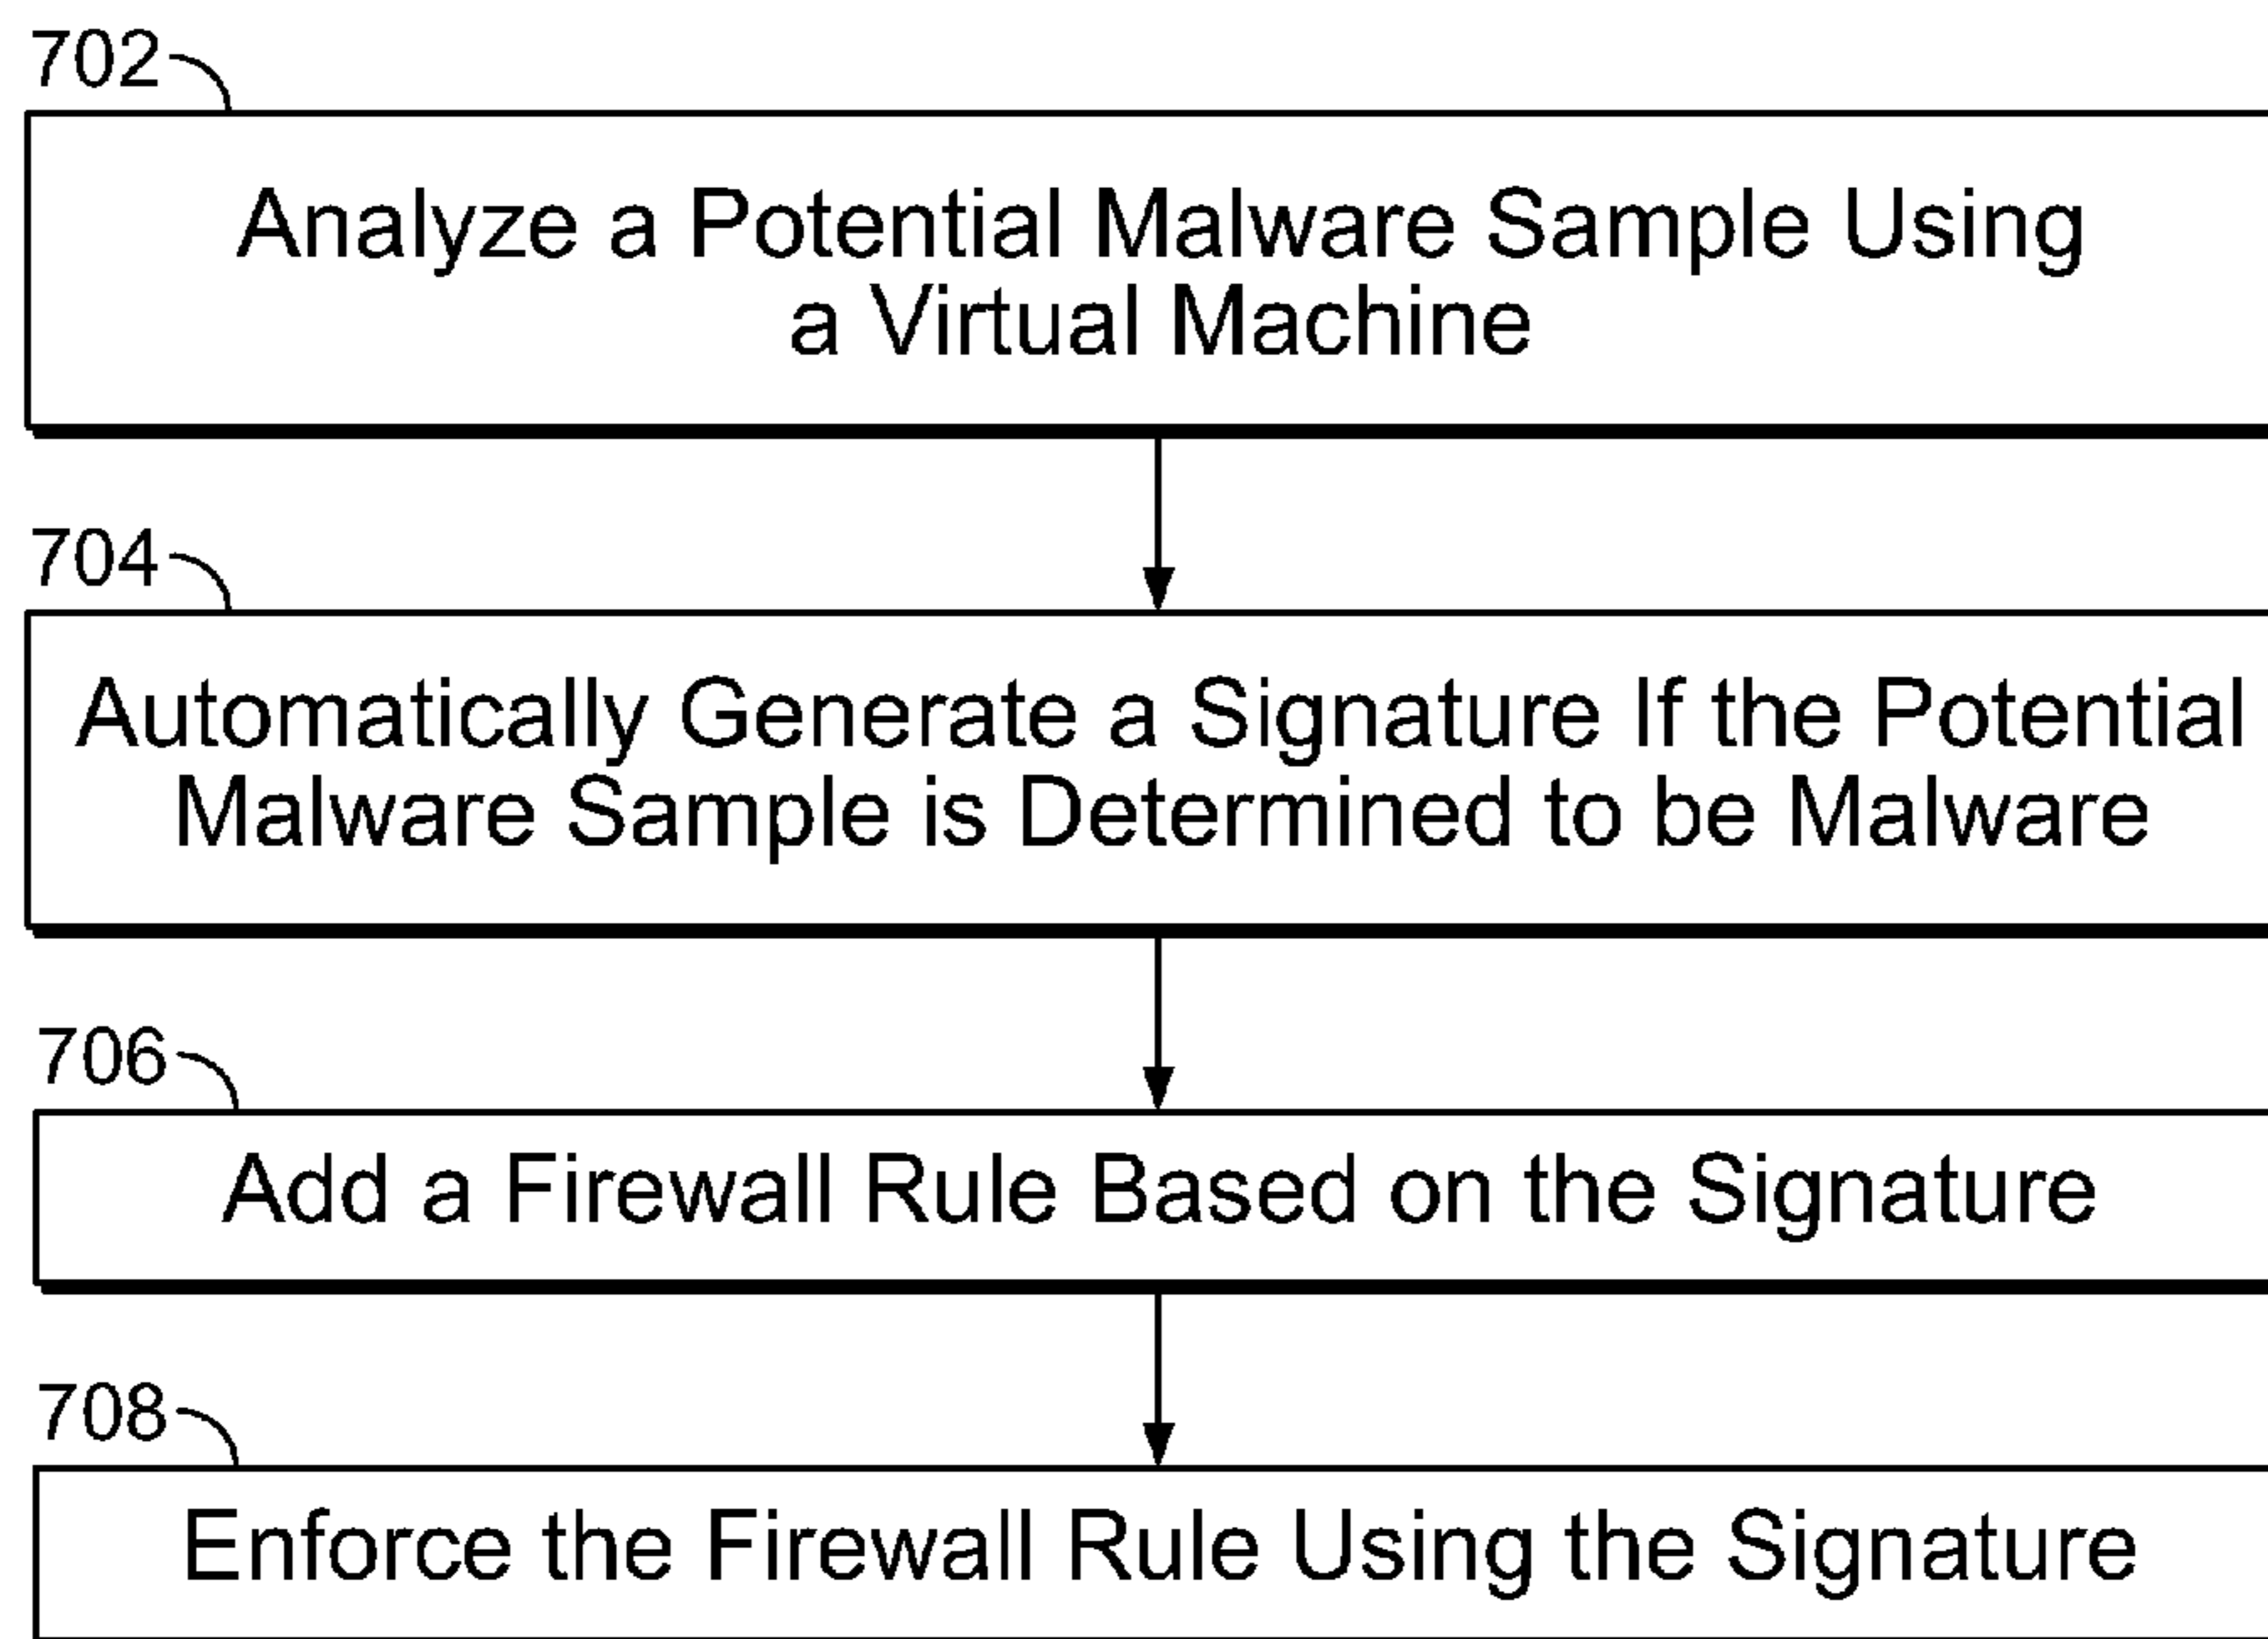 702
Analyze a Potential Malware Sample Using
a Virtual Machine
704
Automatically Generate a Signature If the Potential
Malware Sample is Determined to be Malware
706
Add a Firewall Rule Based on the Signature
708
Enforce the Firewall Rule Using the Signature